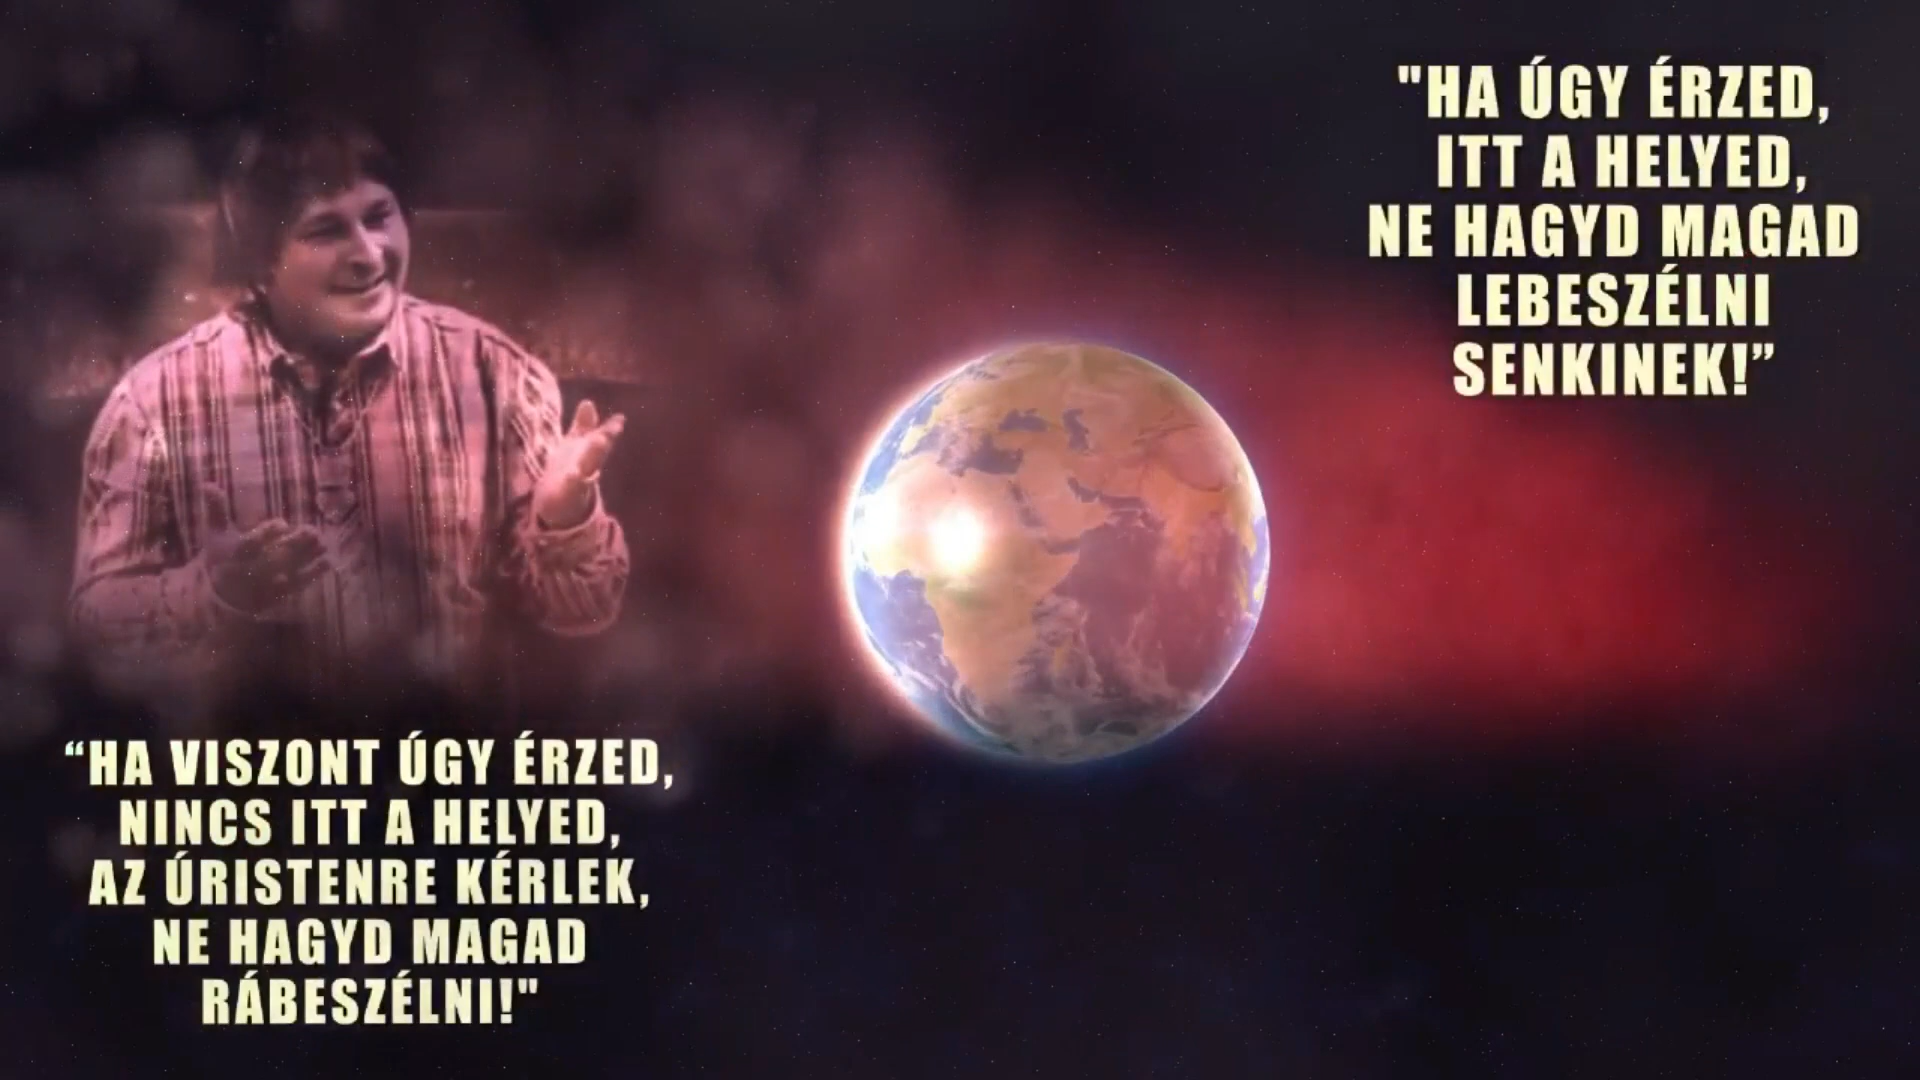 "HA ÚGY ÉRZED,
ITT A HELYED,
NE HAGYD MAGAD
LEBESZÉLNI
SENKINEK!”
“HA VISZONT ÚGY ÉRZED,
NINCS ITT A HELYED,
AZ ÚRISTENRE KÉRLEK,
NE HAGYD MAGAD
RÁBESZÉLNI!"